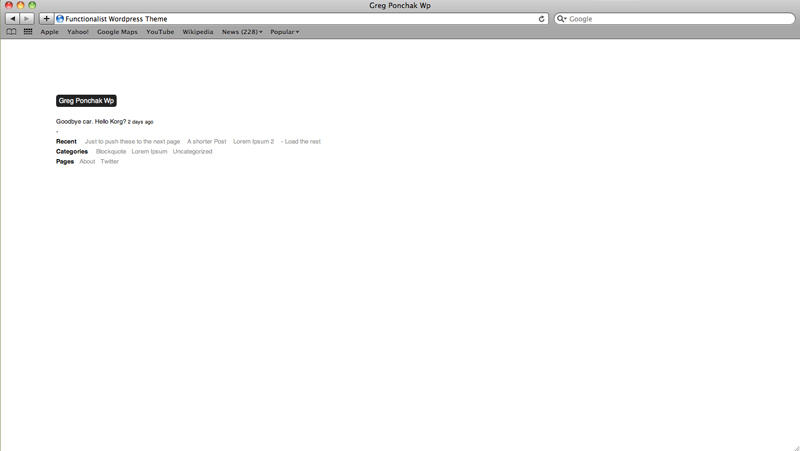 Greg Ponchak Wp
Functionalist Wordpress Theme
Google
Apple Yahoo! Google Maps YouTube Wikipedia News (228) Popular
Greg Ponchak Wp
Goodbye car. Hello Korg? 2 days ago
-
Recent Just to push these to the next page A shorter Post Lorem Ipsum 2 - Load the rest
Categories Blockquote Lorem Ipsum Uncategorized
Pages About Twitter